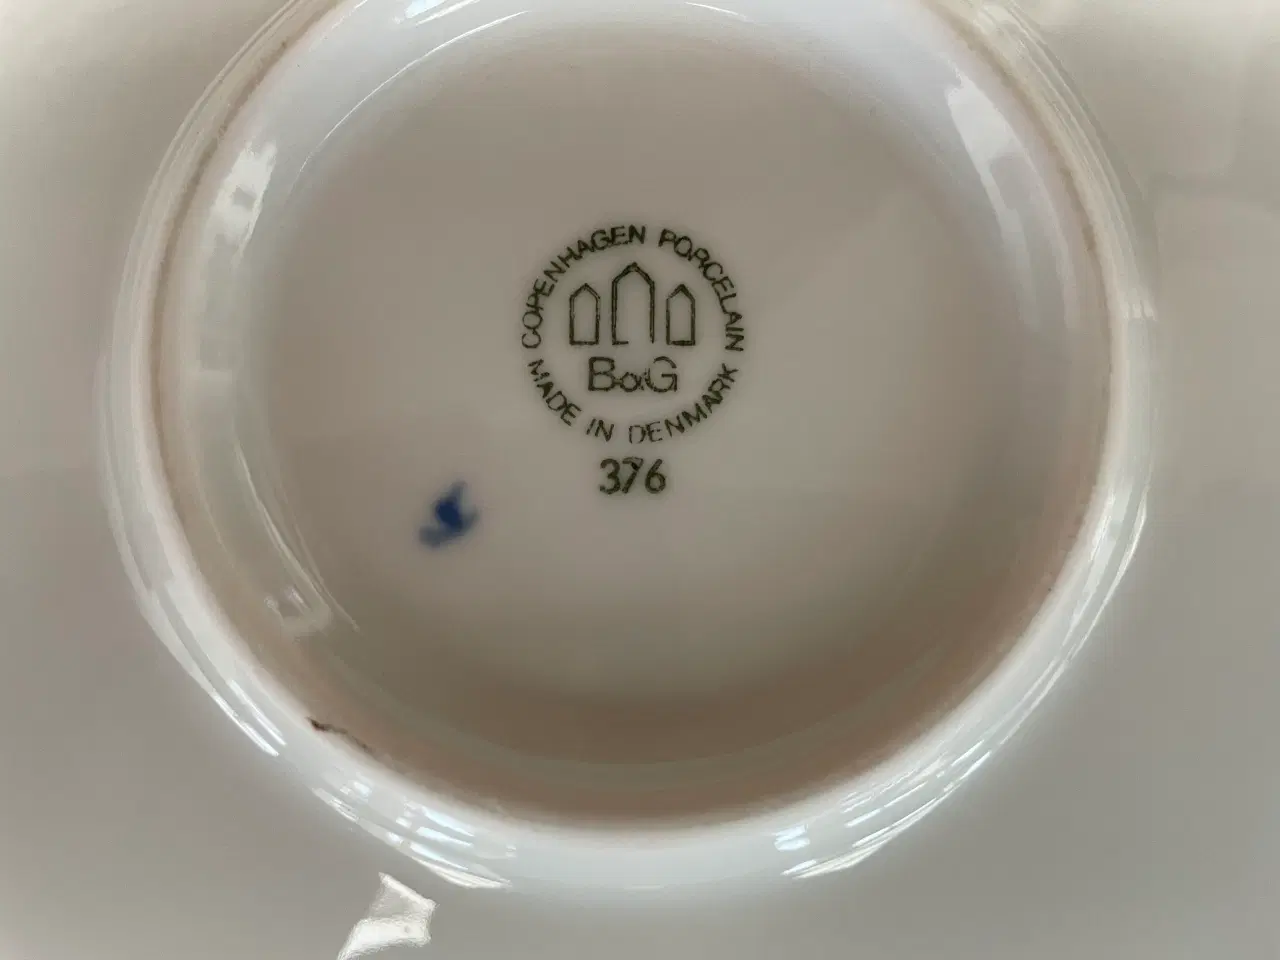 COPENHAGEN PORCELAIN
B&G
MADE IN DENMARK
376